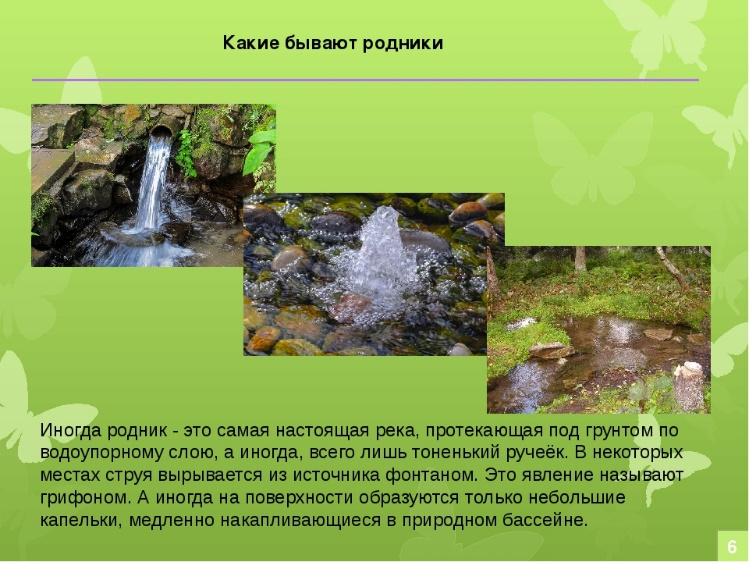 Какие бывают родники
Иногда родник - это самая настоящая река, протекающая под грунтом по
водоупорному слою, а иногда, всего лишь тоненький ручеёк. В некоторых
местах струя вырывается из источника фонтаном. Это явление называют
грифоном. А иногда на поверхности образуются только небольшие
капельки, медленно накапливающиеся в природном бассейне.
6